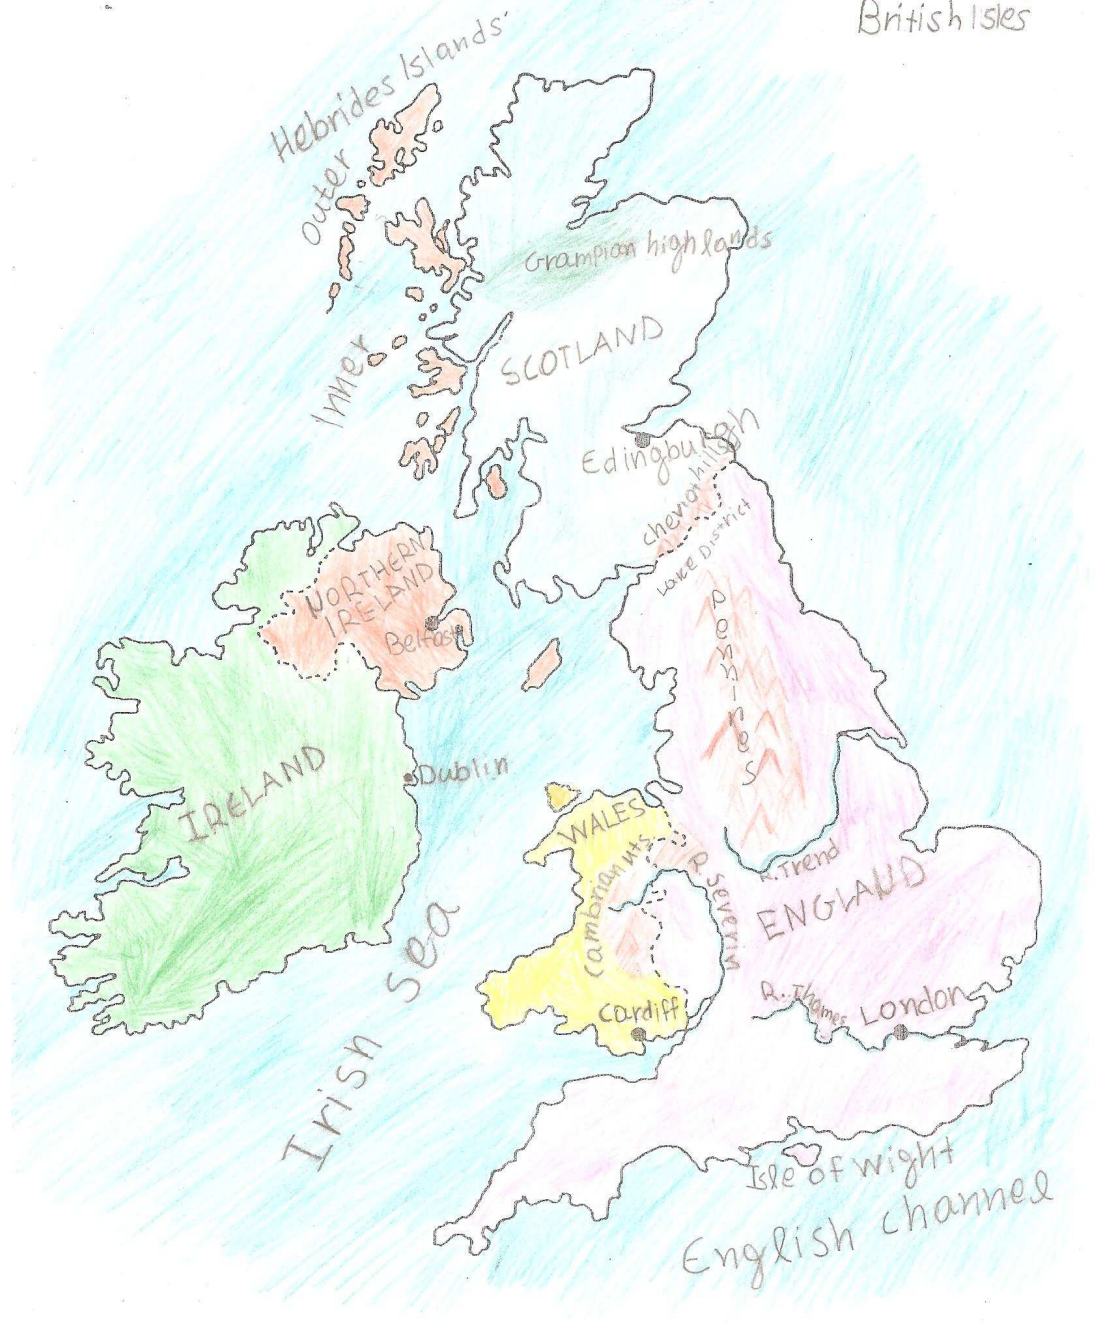 British Isles
Hebrides Islands
Outer
Grampian highlands
Inner
SCOTLAND
Edingburgh
cheviot hills
Lake District
NORTHERN
IRELAND
Belfast
Pennines
Dublin
IRELAND
WALES
Cambrian mts
R. Severin
R. Trend
ENGLAND
Irish Sea
Cardiff
R. Thames
London
Isle of wight
English channel